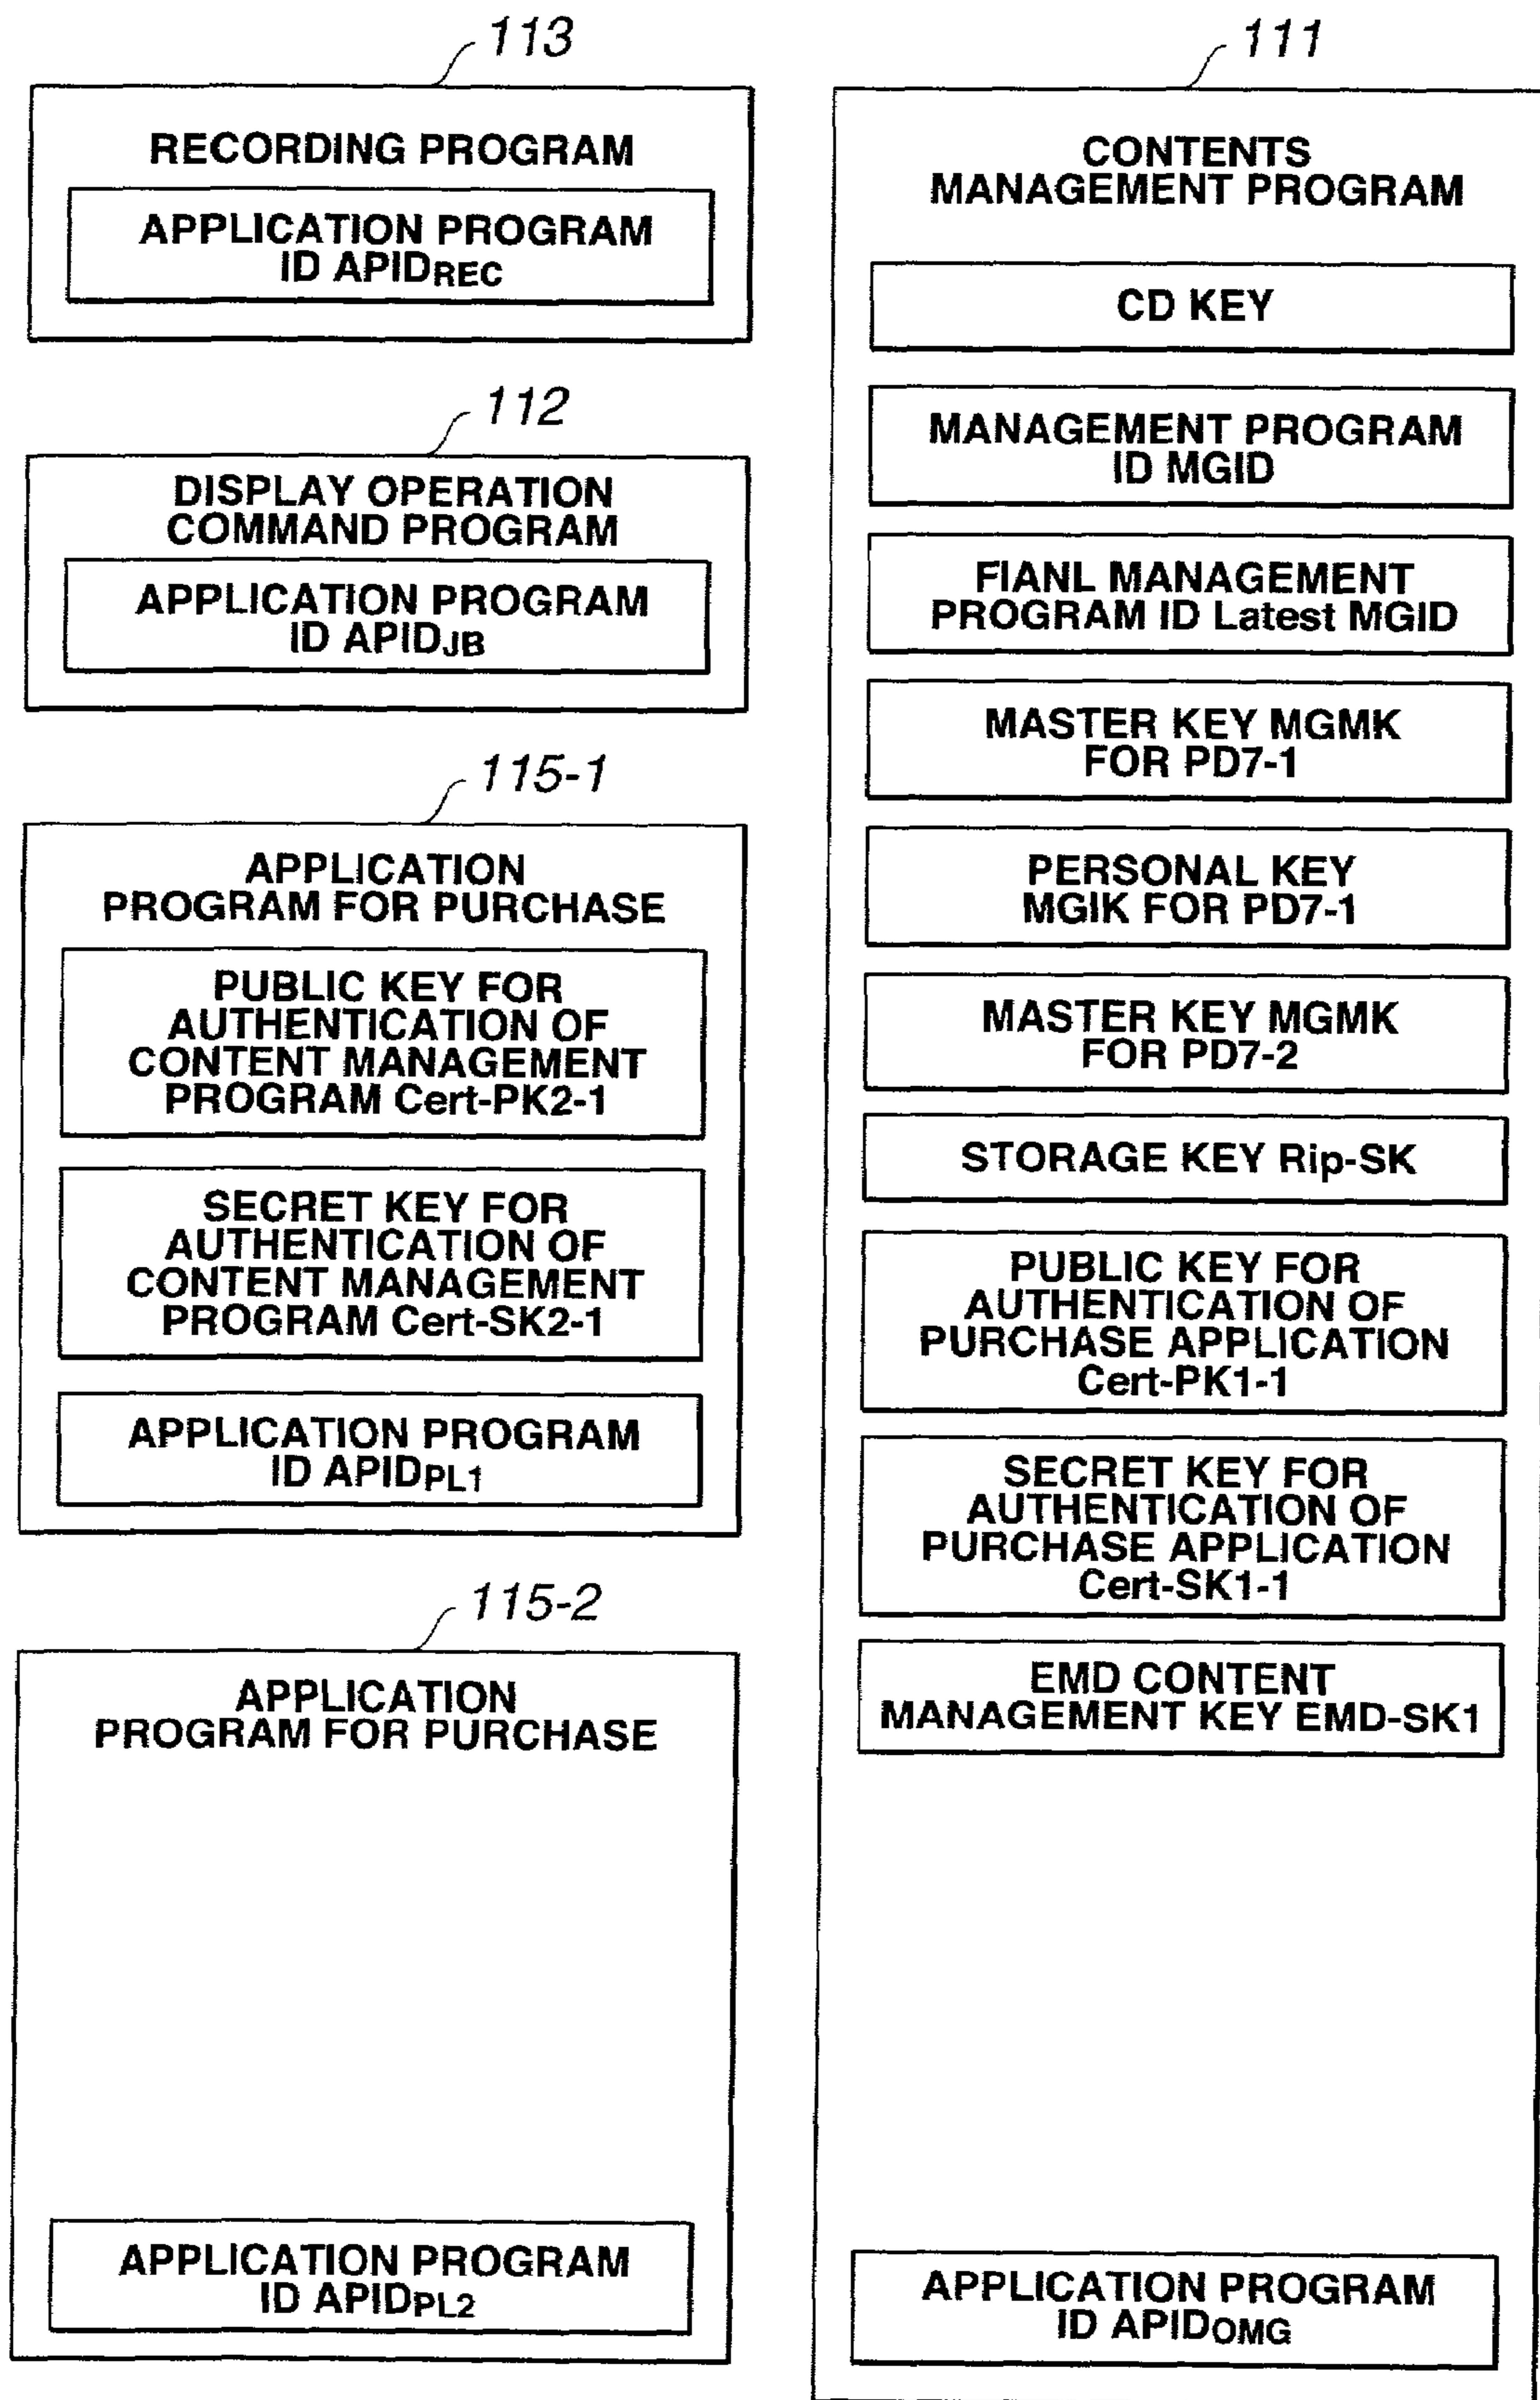 113
RECORDING PROGRAM
APPLICATION PROGRAM
ID APIDREC
112
DISPLAY OPERATION
COMMAND PROGRAM
APPLICATION PROGRAM
ID APIDJB
115-1
APPLICATION
PROGRAM FOR PURCHASE
PUBLIC KEY FOR
AUTHENTICATION OF
CONTENT MANAGEMENT
PROGRAM Cert-PK2-1
SECRET KEY FOR
AUTHENTICATION OF
CONTENT MANAGEMENT
PROGRAM Cert-SK2-1
APPLICATION PROGRAM
ID APIDPL1
115-2
APPLICATION
PROGRAM FOR PURCHASE
APPLICATION PROGRAM
ID APIDPL2
111
CONTENTS
MANAGEMENT PROGRAM
CD KEY
MANAGEMENT PROGRAM
ID MGID
FIANL MANAGEMENT
PROGRAM ID Latest MGID
MASTER KEY MGMK
FOR PD7-1
PERSONAL KEY
MGIK FOR PD7-1
MASTER KEY MGMK
FOR PD7-2
STORAGE KEY Rip-SK
PUBLIC KEY FOR
AUTHENTICATION OF
PURCHASE APPLICATION
Cert-PK1-1
SECRET KEY FOR
AUTHENTICATION OF
PURCHASE APPLICATION
Cert-SK1-1
EMD CONTENT
MANAGEMENT KEY EMD-SK1
APPLICATION PROGRAM
ID APIDOMG